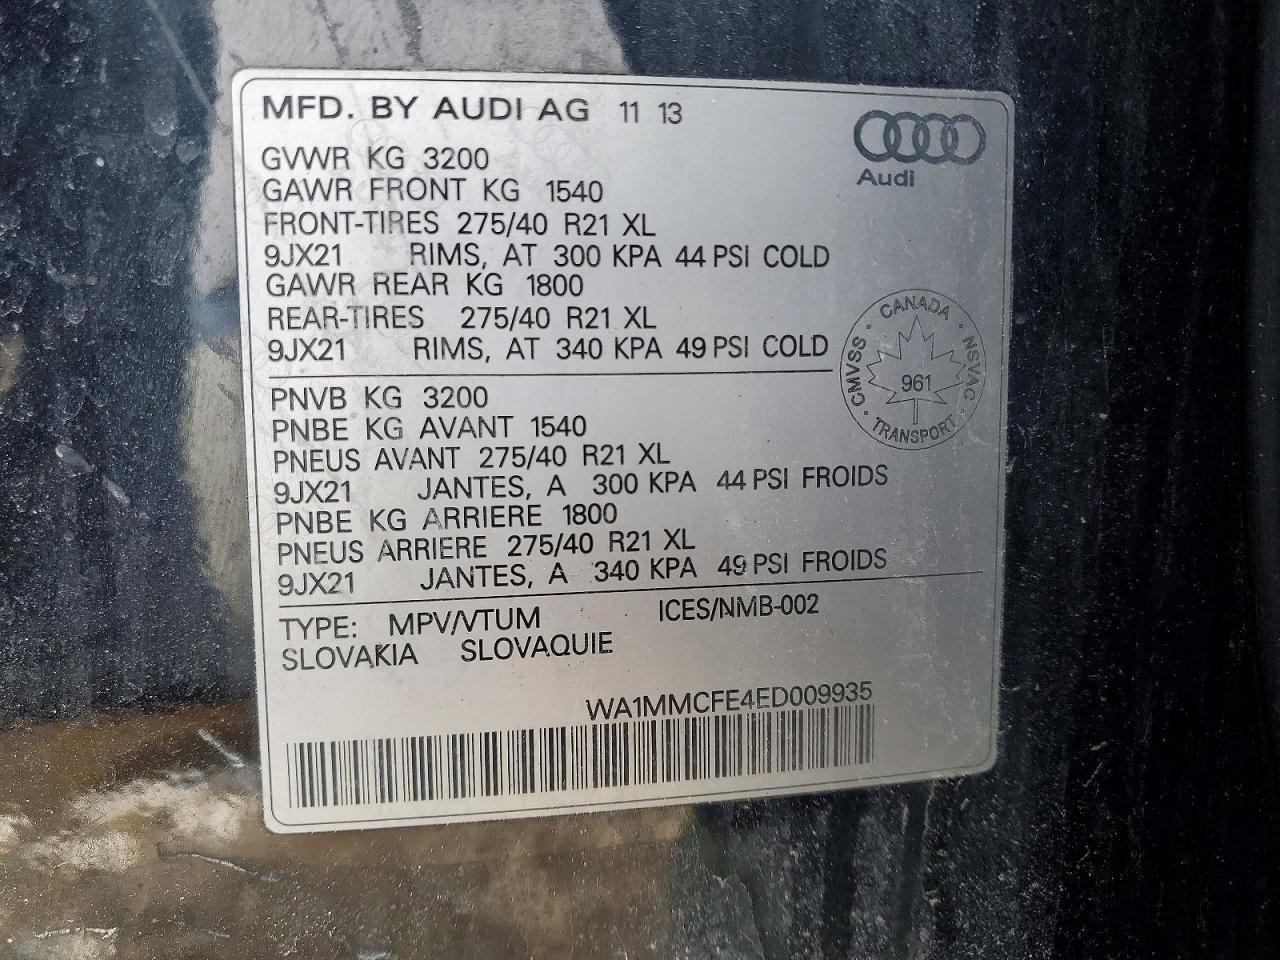 MFD. BY AUDI AG 11 13
Audi
GVWR KG 3200
GAWR FRONT KG 1540
FRONT-TIRES 275/40 R21 XL
9JX21 RIMS, AT 300 KPA 44 PSI COLD
GAWR REAR KG 1800
REAR-TIRES 275/40 R21 XL
9JX21 RIMS, AT 340 KPA 49 PSI COLD
CANADA
CMVSS · NSVAC
961
TRANSPORT
PNVB KG 3200
PNBE KG AVANT 1540
PNEUS AVANT 275/40 R21 XL
9JX21 JANTES, A 300 KPA 44 PSI FROIDS
PNBE KG ARRIERE 1800
PNEUS ARRIERE 275/40 R21 XL
9JX21 JANTES, A 340 KPA 49 PSI FROIDS
TYPE: MPV/VTUM ICES/NMB-002
SLOVAKIA SLOVAQUIE
WA1MMCFE4ED009935